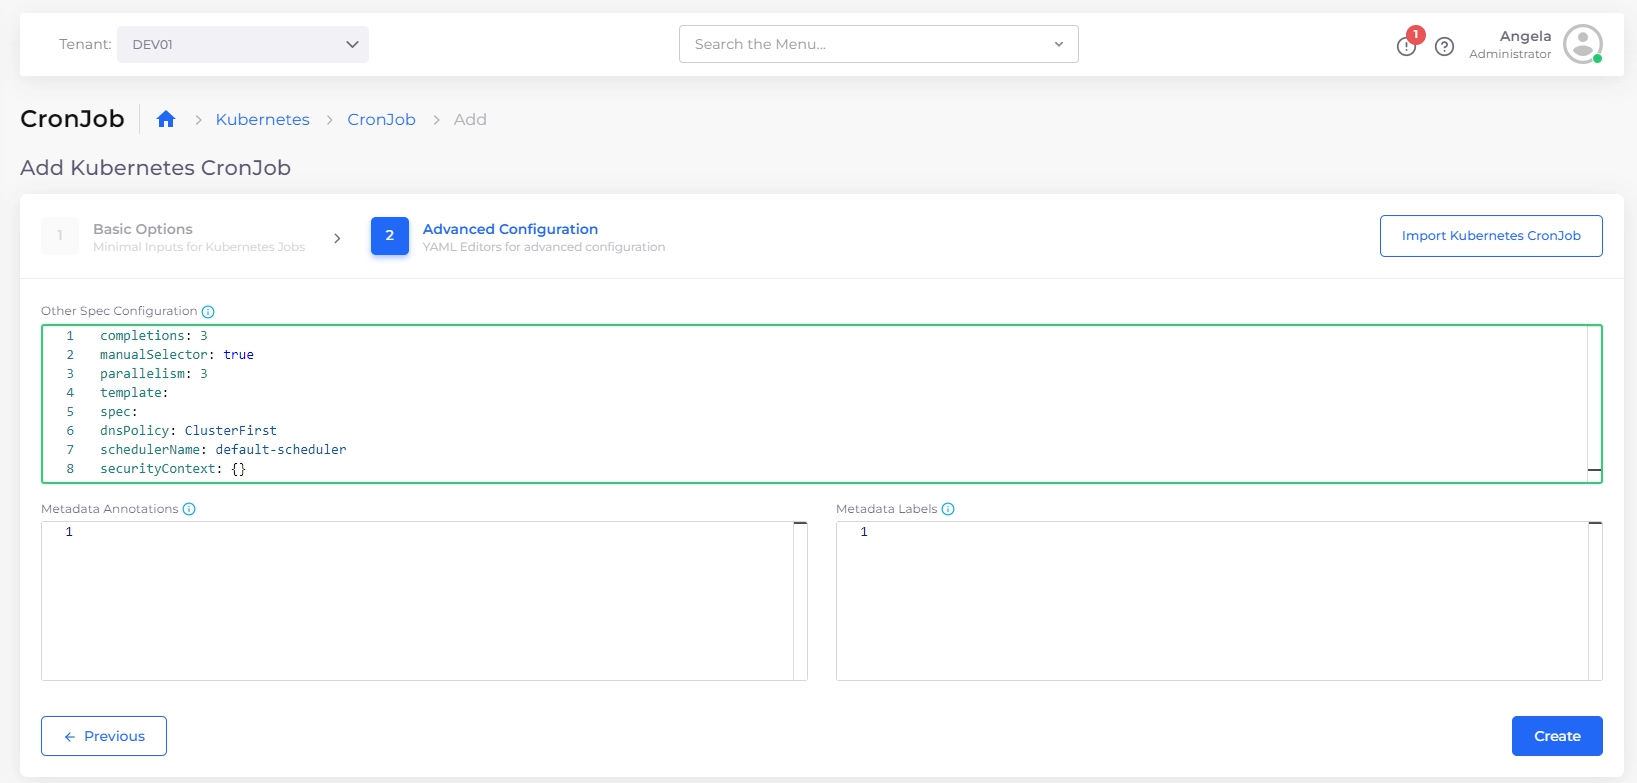 Tenant: DEV01 Search the Menu... 1 Angela
Administrator
CronJob Kubernetes CronJob Add
Add Kubernetes CronJob
1 Basic Options
Minimal Inputs for Kubernetes Jobs
2 Advanced Configuration
YAML Editors for advanced configuration
Import Kubernetes CronJob
Other Spec Configuration
1 completions: 3
2 manualSelector: true
3 parallelism: 3
4 template:
5 spec:
6 dnsPolicy: ClusterFirst
7 schedulerName: default-scheduler
8 securityContext: {}
Metadata Annotations
1
Metadata Labels
1
Previous
Create